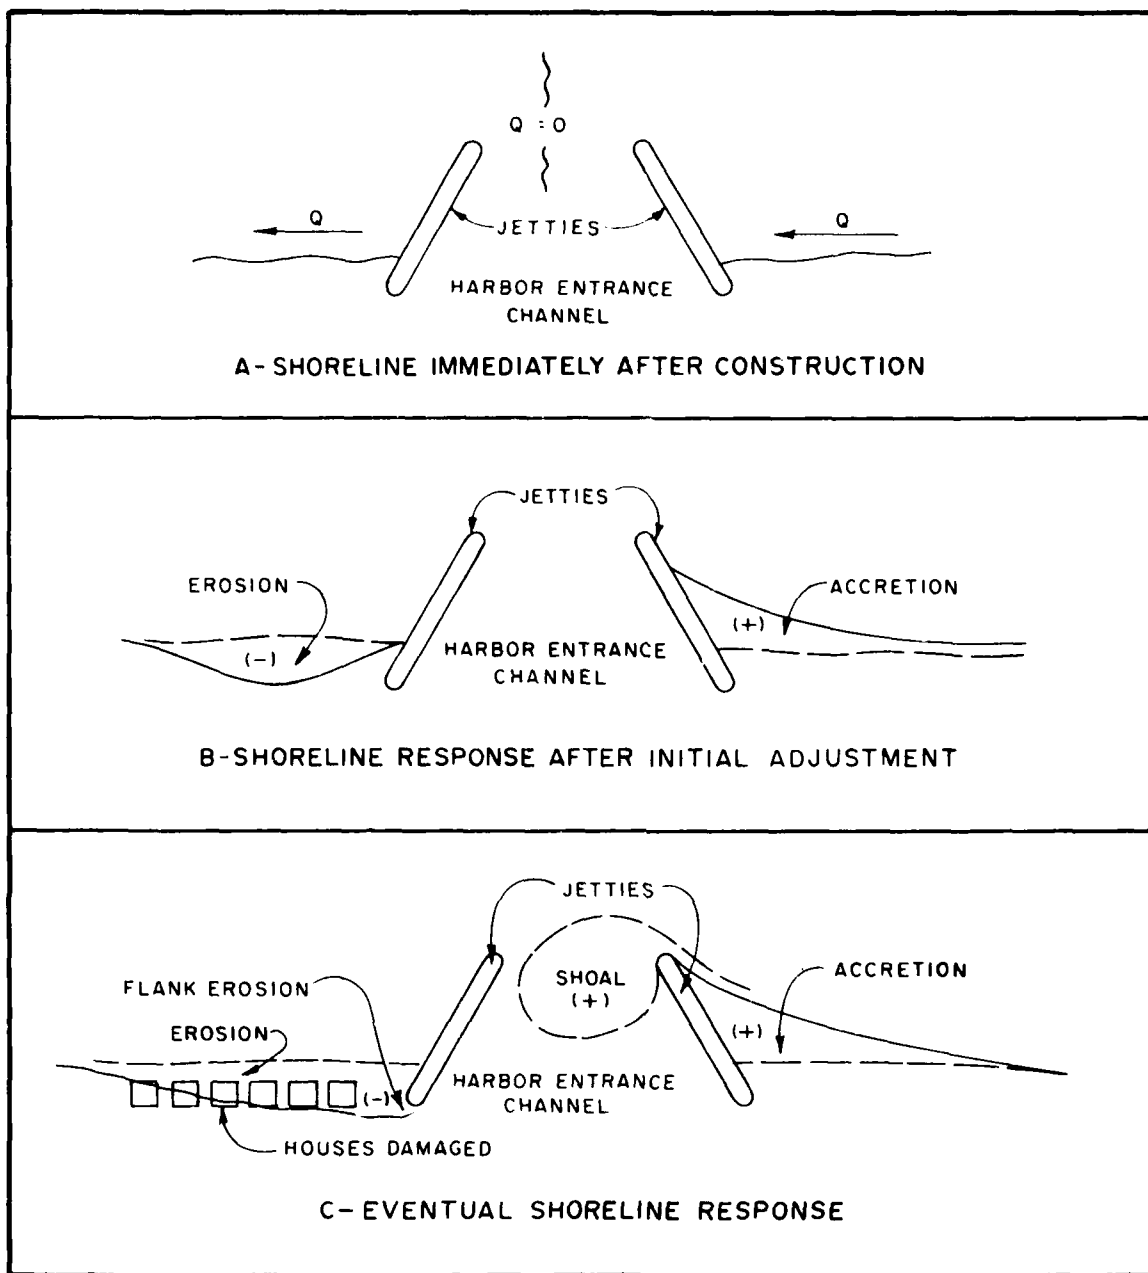 Q = O
Q
JETTIES
Q
HARBOR ENTRANCE
CHANNEL
A- SHORELINE IMMEDIATELY AFTER CONSTRUCTION
JETTIES
EROSION
ACCRETION
(-)
(+)
HARBOR ENTRANCE
CHANNEL
B-SHORELINE RESPONSE AFTER INITIAL ADJUSTMENT
JETTIES
SHOAL
(+)
ACCRETION
FLANK EROSION
EROSION
(+)
(-)
HARBOR ENTRANCE
CHANNEL
HOUSES DAMAGED
C- EVENTUAL SHORELINE RESPONSE